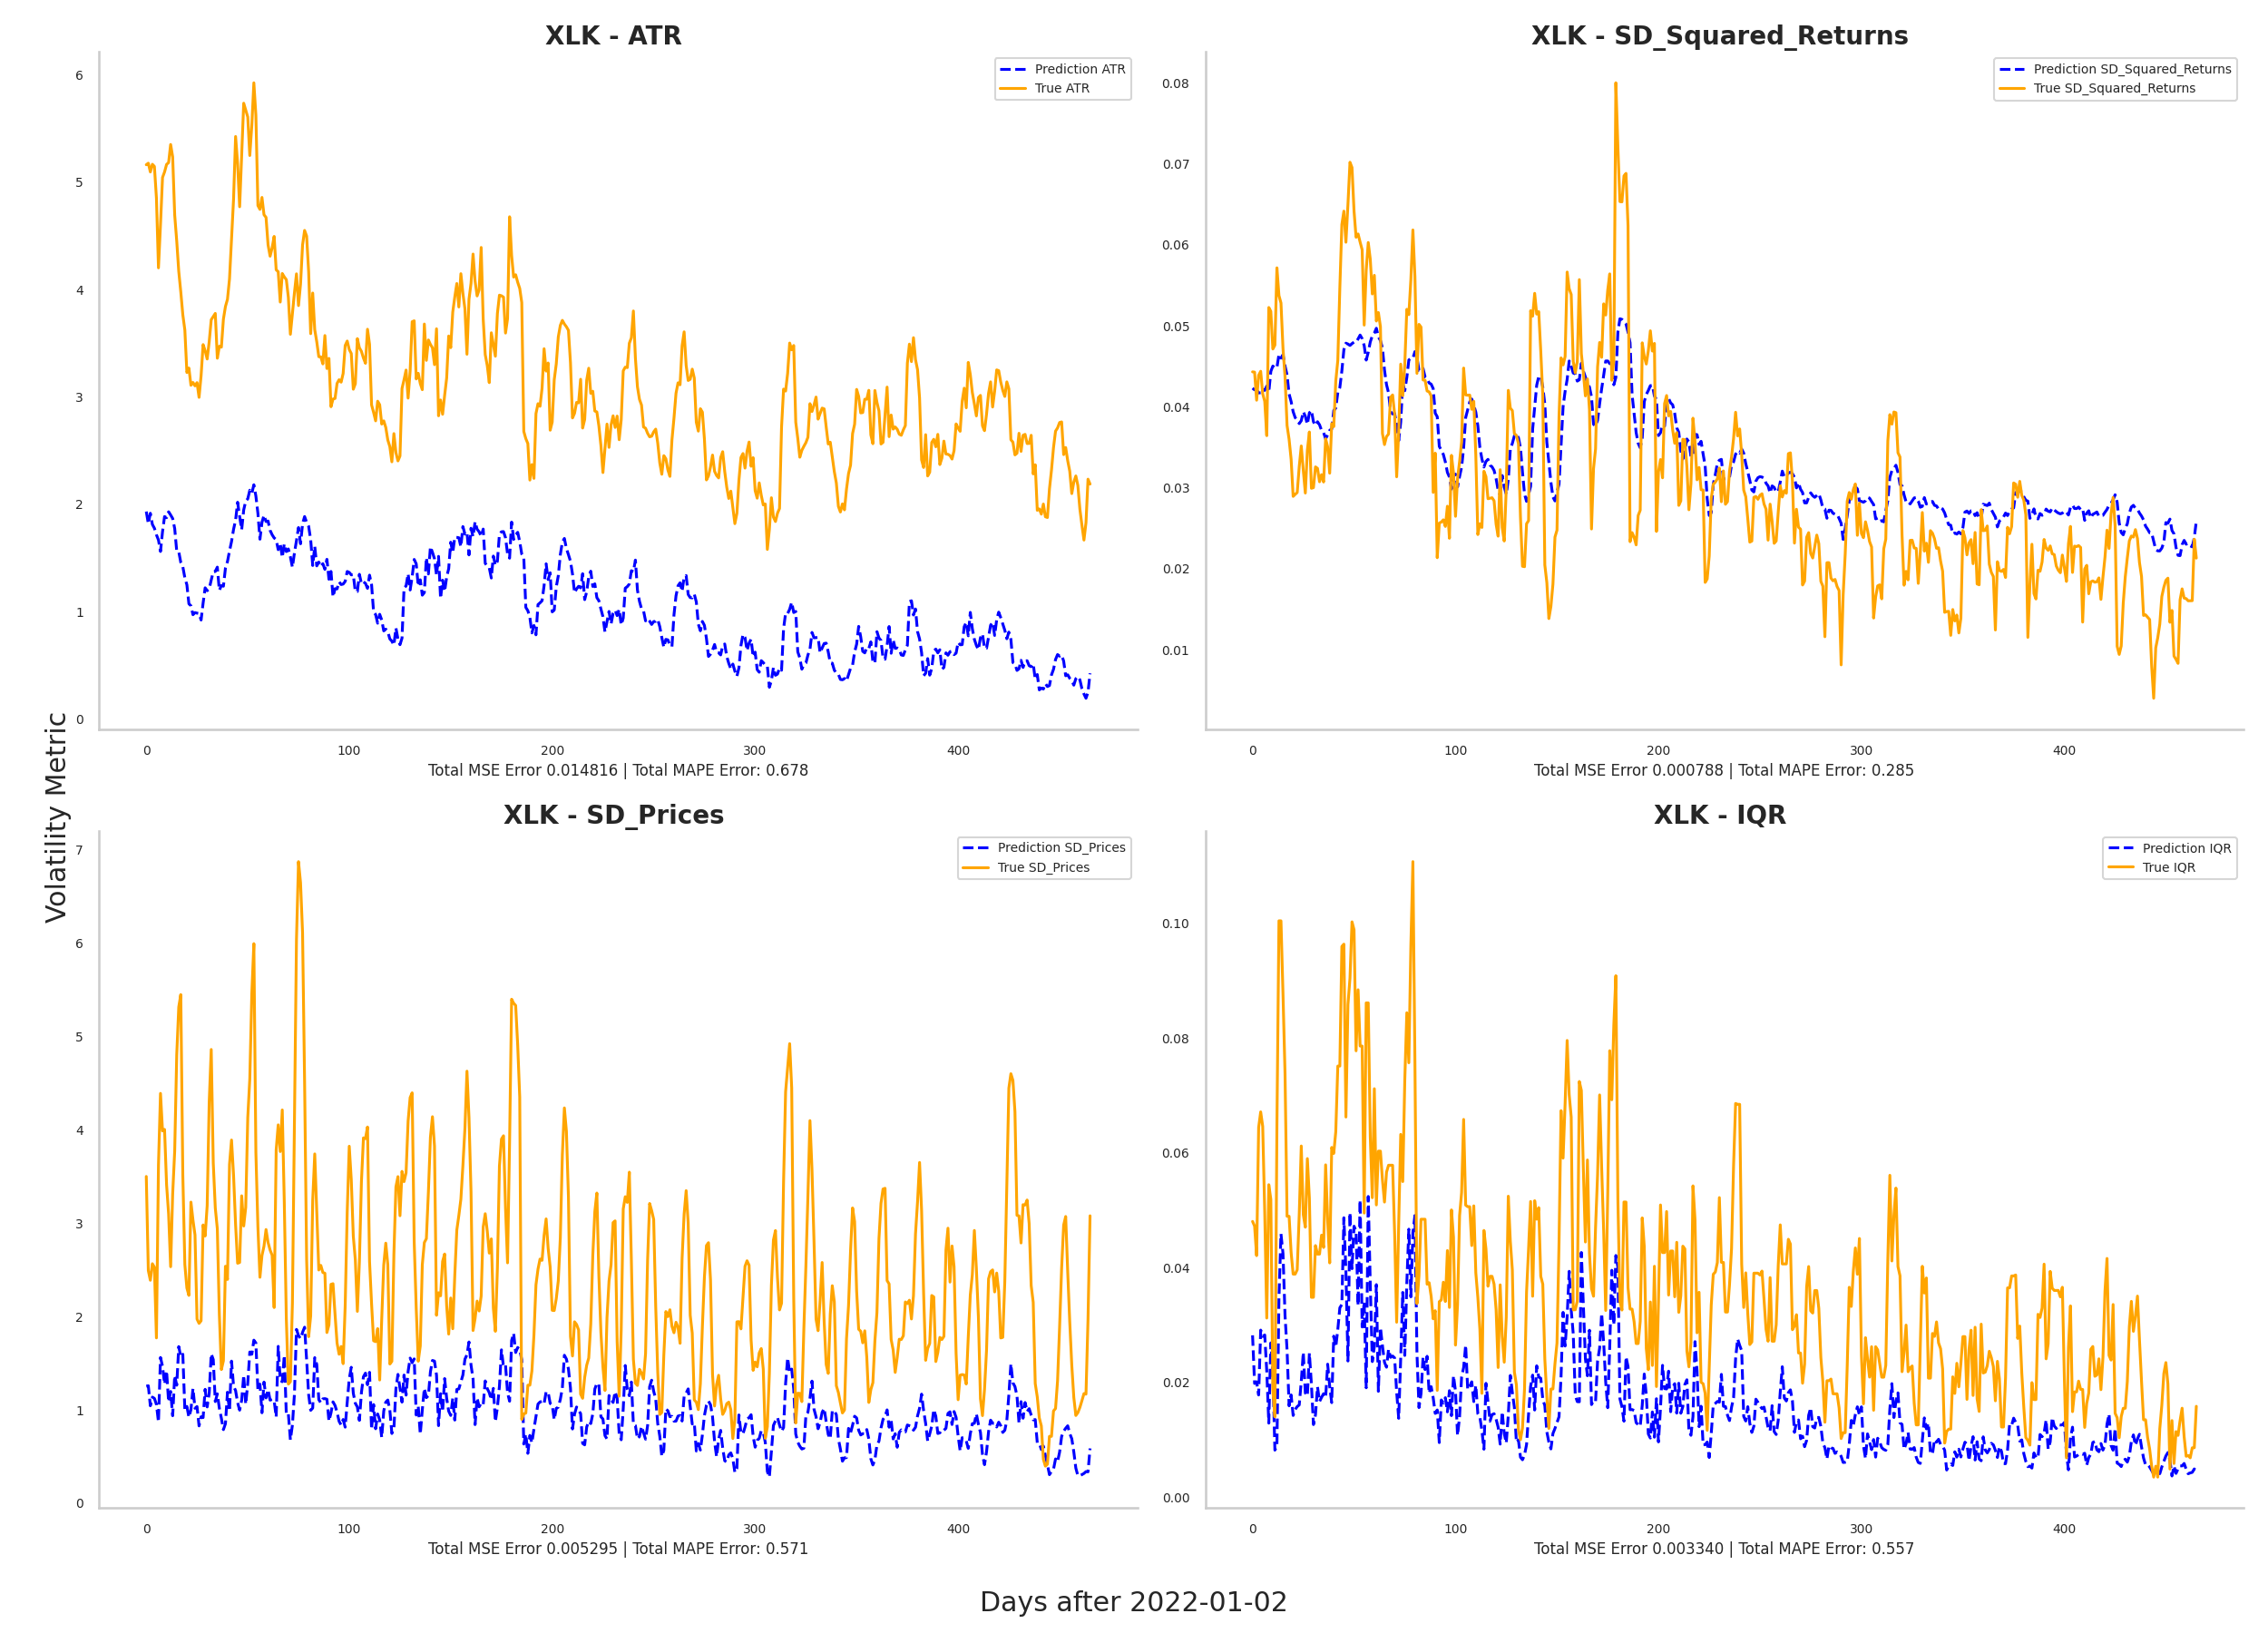 XLK - ATR
Prediction ATR
True ATR
6
5
4
3
2
1
0
0 100 200 300 400
Total MSE Error 0.014816 | Total MAPE Error: 0.678
XLK - SD_Squared_Returns
Prediction SD_Squared_Returns
True SD_Squared_Returns
0.08
0.07
0.06
0.05
0.04
0.03
0.02
0.01
0 100 200 300 400
Total MSE Error 0.000788 | Total MAPE Error: 0.285
Volatility Metric
XLK - SD_Prices
Prediction SD_Prices
True SD_Prices
7
6
5
4
3
2
1
0
0 100 200 300 400
Total MSE Error 0.005295 | Total MAPE Error: 0.571
XLK - IQR
Prediction IQR
True IQR
0.10
0.08
0.06
0.04
0.02
0.00
0 100 200 300 400
Total MSE Error 0.003340 | Total MAPE Error: 0.557
Days after 2022-01-02